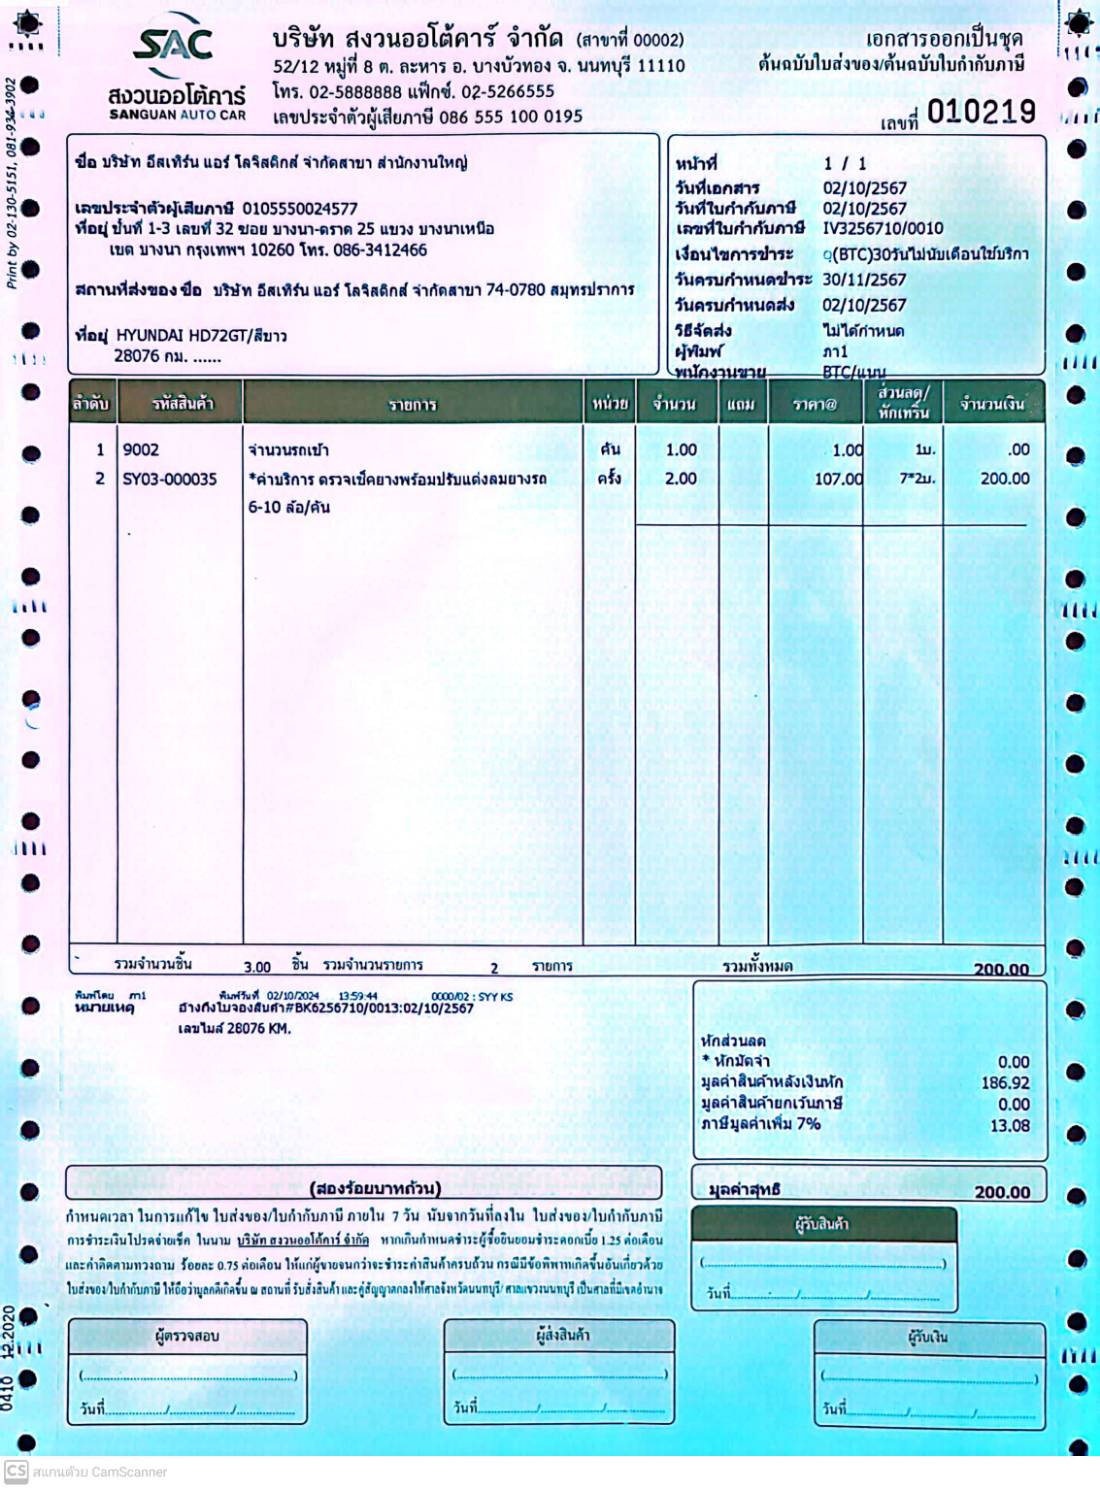 SAC
สงวนออโต้คาร์
SANGUAN AUTO CAR
บริษัท สงวนออโต้คาร์ จำกัด (สาขาที่ 00002)
52/12 หมู่ที่ 8 ต. ละหาร อ. บางบัวทอง จ. นนทบุรี 11110
โทร. 02-5888888 แฟ็กซ์. 02-5266555
เลขประจำตัวผู้เสียภาษี 086 555 100 0195
เอกสารออกเป็นชุด
ต้นฉบับใบส่งของ/ต้นฉบับใบกำกับภาษี
เลขที่ 010219
Print by 02-130-5151, 081-934-3902
ชื่อ บริษัท อีสเทิร์น แอร์ โลจิสติกส์ จำกัดสาขา สำนักงานใหญ่
เลขประจำตัวผู้เสียภาษี 0105550024577
ที่อยู่ ชั้นที่ 1-3 เลขที่ 32 ซอย บางนา-ตราด 25 แขวง บางนาเหนือ
เขต บางนา กรุงเทพฯ 10260 โทร. 086-3412466
สถานที่ส่งของ ชื่อ บริษัท อีสเทิร์น แอร์ โลจิสติกส์ จำกัดสาขา 74-0780 สมุทรปราการ
ที่อยู่ HYUNDAI HD72GT/สีขาว
28076 กม. ......
หน้าที่ 1 / 1
วันที่เอกสาร 02/10/2567
วันที่ใบกำกับภาษี 02/10/2567
เลขที่ใบกำกับภาษี IV3256710/0010
เงื่อนไขการชำระ (BTC)30วันไม่นับเดือนใช้บริกา
วันครบกำหนดชำระ 30/11/2567
วันครบกำหนดส่ง 02/10/2567
วิธีจัดส่ง ไม่ได้กำหนด
ผู้พิมพ์ ภา1
พนักงานขาย BTC/แนน
ลำดับ รหัสสินค้า รายการ หน่วย จำนวน แถม ราคา@ ส่วนลด/หักเทริน จำนวนเงิน
1 9002 จำนวนรถเข้า คัน 1.00 1.00 1บ. .00
2 SY03-000035 *ค่าบริการ ตรวจเช็คยางพร้อมปรับแต่งลมยางรถ ครั้ง 2.00 107.00 7*2บ. 200.00
6-10 ล้อ/คัน
รวมจำนวนชิ้น 3.00 ชิ้น รวมจำนวนรายการ 2 รายการ รวมทั้งหมด 200.00
พิมพ์โดย ภา1 พิมพ์วันที่ 02/10/2024 13:59:44 0000/02 : SYY KS
หมายเหตุ อ้างถึงใบจองสินค้า#BK6256710/0013:02/10/2567
เลขไมล์ 28076 KM.
หักส่วนลด
* หักมัดจำ 0.00
มูลค่าสินค้าหลังเงินหัก 186.92
มูลค่าสินค้ายกเว้นภาษี 0.00
ภาษีมูลค่าเพิ่ม 7% 13.08
(สองร้อยบาทถ้วน)
มูลค่าสุทธิ 200.00
กำหนดเวลา ในการแก้ไข ใบส่งของ/ใบกำกับภาษี ภายใน 7 วัน นับจากวันที่ลงใน ใบส่งของ/ใบกำกับภาษี
การชำระเงินโปรดจ่ายเช็ค ในนาม บริษัท สงวนออโต้คาร์ จำกัด หากเกินกำหนดชำระผู้ซื้อยินยอมชำระดอกเบี้ย 1.25 ต่อเดือน
และค่าติดตามทวงถาม ร้อยละ 0.75 ต่อเดือน ให้แก่ผู้ขายจนกว่าจะชำระค่าสินค้าครบถ้วน กรณีมีข้อพิพาทเกิดขึ้นอันเกี่ยวด้วย
ใบส่งของ/ใบกำกับภาษี ให้ถือว่ามูลคดีเกิดขึ้น ณ สถานที่ รับสั่งสินค้า และคู่สัญญาตกลงให้ศาลจังหวัดนนทบุรี/ ศาลแขวงนนทบุรี เป็นศาลที่มีเขตอำนาจ
ผู้รับสินค้า
(..............................)
วันที่............/............/............
ผู้ตรวจสอบ ผู้ส่งสินค้า ผู้รับเงิน
(..............................) (..............................) (..............................)
วันที่............/............/............ วันที่............/............/............ วันที่............/............/............
0410 12.2020
CS สแกนด้วย CamScanner